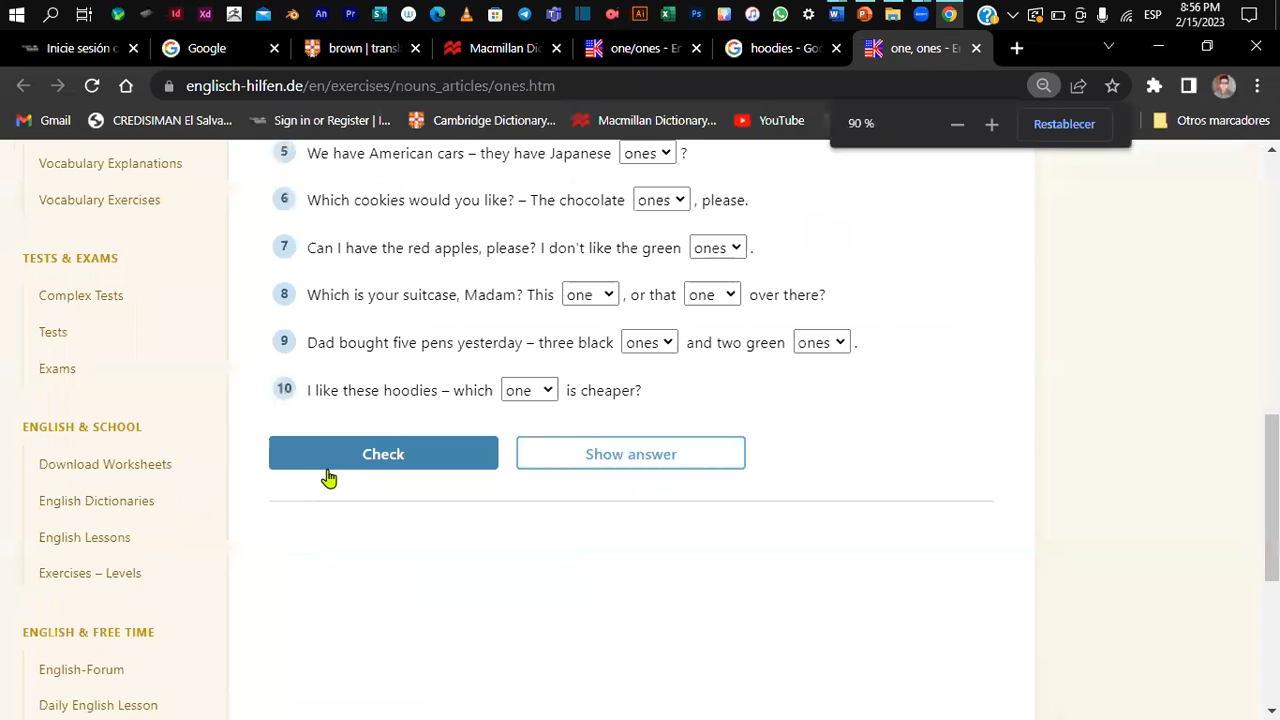 8:56 PM
ESP
2/15/2023
Inicie sesión c
Google
brown | transl
Macmillan Dic
one/ones - En
hoodies - Goo
one, ones - En
englisch-hilfen.de/en/exercises/nouns_articles/ones.htm
Gmail
CREDISIMAN El Salva...
Sign in or Register | I...
Cambridge Dictionar...
Macmillan Dictionary...
YouTube
Otros marcadores
90 %
Restablecer
Vocabulary Explanations
Vocabulary Exercises
TESTS & EXAMS
Complex Tests
Tests
Exams
ENGLISH & SCHOOL
Download Worksheets
English Dictionaries
English Lessons
Exercises – Levels
ENGLISH & FREE TIME
English-Forum
Daily English Lesson
5 We have American cars – they have Japanese ones ?
6 Which cookies would you like? – The chocolate ones , please.
7 Can I have the red apples, please? I don't like the green ones .
8 Which is your suitcase, Madam? This one , or that one over there?
9 Dad bought five pens yesterday – three black ones and two green ones .
10 I like these hoodies – which one is cheaper?
Check
Show answer